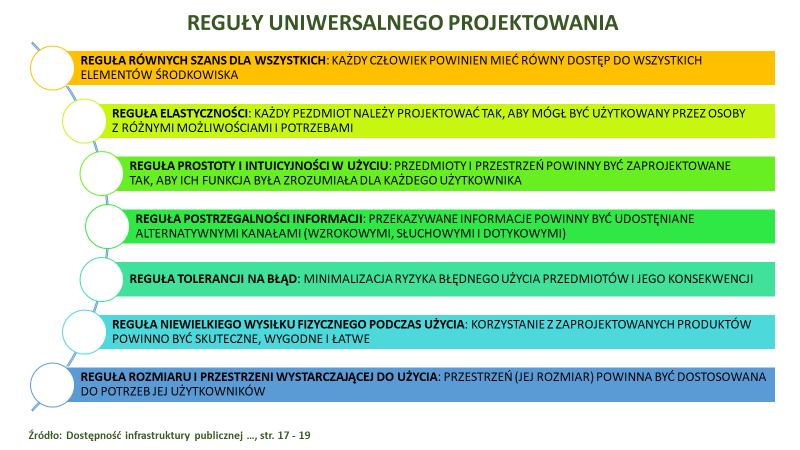 REGUŁY UNIWERSALNEGO PROJEKTOWANIA
REGUŁA RÓWNYCH SZANS DLA WSZYSTKICH: KAŻDY CZŁOWIEK POWINIEN MIEĆ RÓWNY DOSTĘP DO WSZYSTKICH
ELEMENTÓW ŚRODKOWISKA
REGUŁA ELASTYCZNOŚCI: KAŻDY PEZDMIOT NALEŻY PROJEKTOWAĆ TAK, ABY MÓGŁ BYĆ UŻYTKOWANY PRZEZ OSOBY
Z RÓŻNYMI MOŻLIWOŚCIAMI I POTRZEBAMI
REGUŁA PROSTOTY I INTUICYJNOŚCI W UŻYCIU: PRZEDMIOTY I PRZESTRZEŃ POWINNY BYĆ ZAPROJEKTOWANE
TAK, ABY ICH FUNKCJA BYŁA ZROZUMIAŁA DLA KAŻDEGO UŻYTKOWNIKA
REGUŁA POSTRZEGALNOŚCI INFORMACJI: PRZEKAZYWANE INFORMACJE POWINNY BYĆ UDOSTĘNIANE
ALTERNATYWNYMI KANAŁAMI (WZROKOWYMI, SŁUCHOWYMI I DOTYKOWYMI)
REGUŁA TOLERANCJI NA BŁĄD: MINIMALIZACJA RYZYKA BŁĘDNEGO UŻYCIA PRZEDMIOTÓW I JEGO KONSEKWENCJI
REGUŁA NIEWIELKIEGO WYSIŁKU FIZYCZNEGO PODCZAS UŻYCIA: KORZYSTANIE Z ZAPROJEKTOWANYCH PRODUKTÓW
POWINNO BYĆ SKUTECZNE, WYGODNE I ŁATWE
REGUŁA ROZMIARU I PRZESTRZENI WYSTARCZAJĄCEJ DO UŻYCIA: PRZESTRZEŃ (JEJ ROZMIAR) POWINNA BYĆ DOSTOSOWANA
DO POTRZEB JEJ UŻYTKOWNIKÓW
Źródło: Dostępność infrastruktury publicznej ..., str. 17 - 19